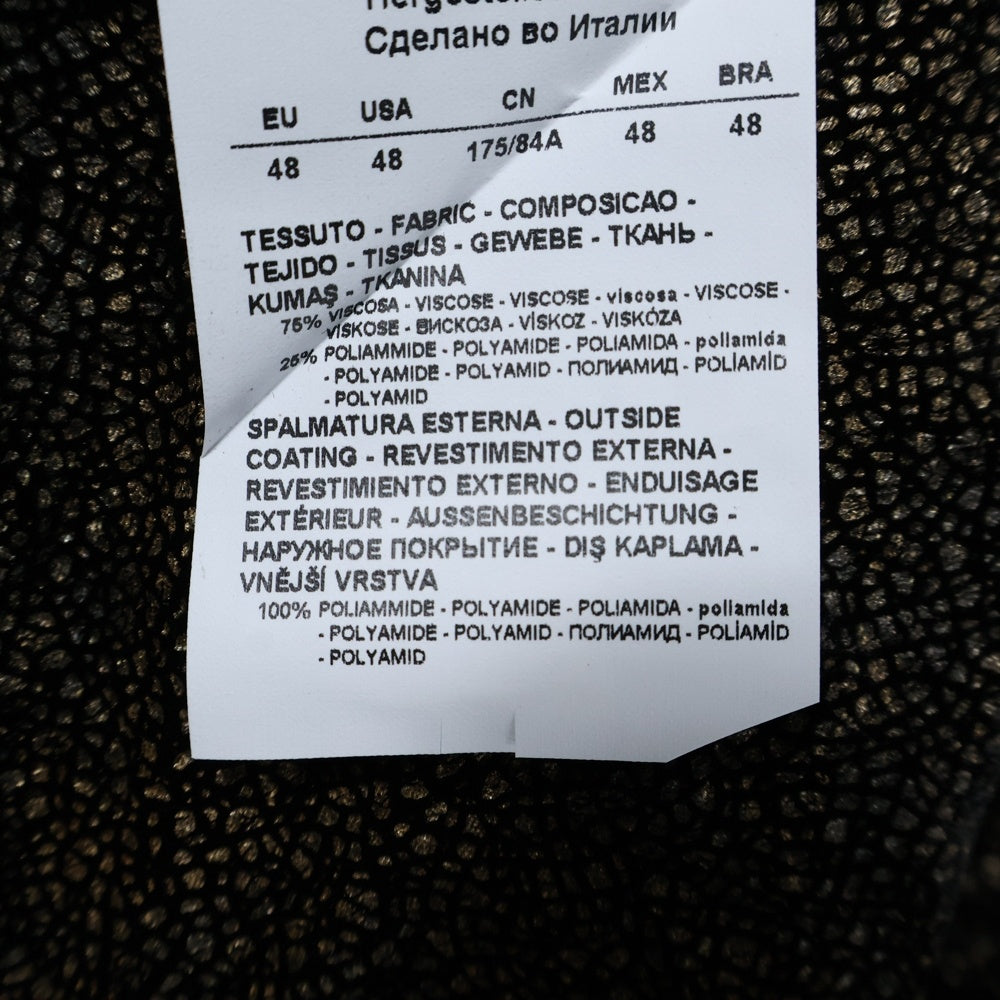 Сделано во Италии
EU USA CN MEX BRA
48 48 175/84A 48 48
TESSUTO - FABRIC - COMPOSICAO -
TEJIDO - TISSUS - GEWEBE - ТКАНЬ -
KUMAŞ - TKANINA
75% VISCOSA - VISCOSE - VISCOSE - viscosa - VISCOSE -
VISKOSE - ВИСКОЗА - VİSKOZ - VISKÓZA
25% POLIAMMIDE - POLYAMIDE - POLIAMIDA - poliamida
- POLYAMIDE - POLYAMID - ПОЛИАМИД - POLİAMİD
- POLYAMID
SPALMATURA ESTERNA - OUTSIDE
COATING - REVESTIMENTO EXTERNA -
REVESTIMIENTO EXTERNO - ENDUISAGE
EXTÉRIEUR - AUSSENBESCHICHTUNG -
НАРУЖНОЕ ПОКРЫТИЕ - DIŞ KAPLAMA -
VNĚJŠÍ VRSTVA
100% POLIAMMIDE - POLYAMIDE - POLIAMIDA - poliamida
- POLYAMIDE - POLYAMID - ПОЛИАМИД - POLİAMİD
- POLYAMID